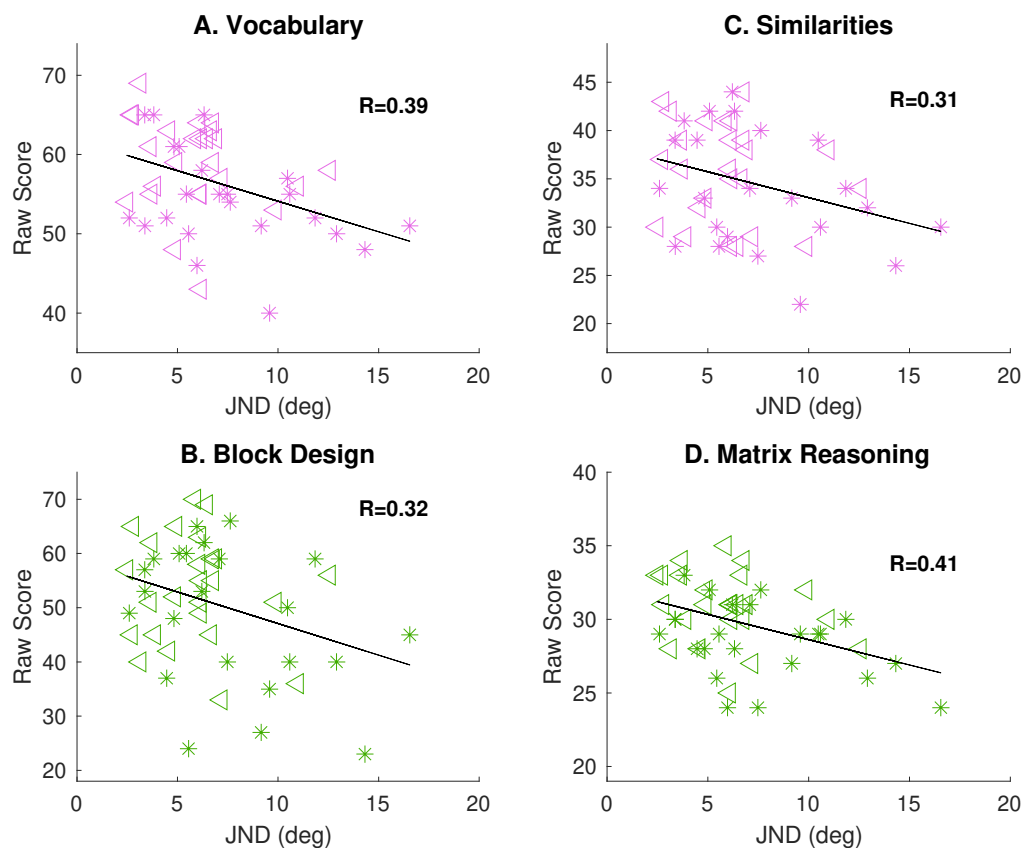 A. Vocabulary
R=0.39
Raw Score
70
60
50
40
0
5
10
15
20
JND (deg)
C. Similarities
R=0.31
Raw Score
45
40
35
30
25
20
0
5
10
15
20
JND (deg)
B. Block Design
R=0.32
Raw Score
70
60
50
40
30
20
0
5
10
15
20
JND (deg)
D. Matrix Reasoning
R=0.41
Raw Score
40
35
30
25
20
0
5
10
15
20
JND (deg)